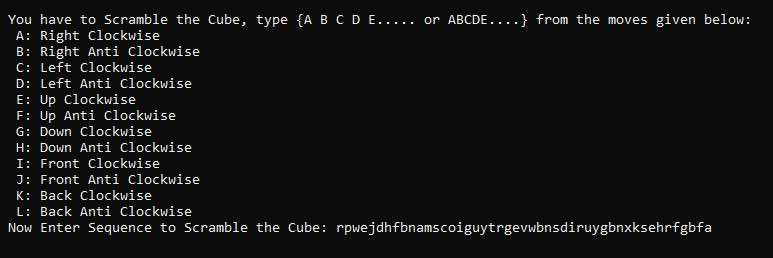 You have to Scramble the Cube, type {A B C D E..... or ABCDE....} from the moves given below:
A: Right Clockwise
B: Right Anti Clockwise
C: Left Clockwise
D: Left Anti Clockwise
E: Up Clockwise
F: Up Anti Clockwise
G: Down Clockwise
H: Down Anti Clockwise
I: Front Clockwise
J: Front Anti Clockwise
K: Back Clockwise
L: Back Anti Clockwise
Now Enter Sequence to Scramble the Cube: rpwejdhfbnamscoiguytrgevwbnsdiruygbnxksehrfgbfa